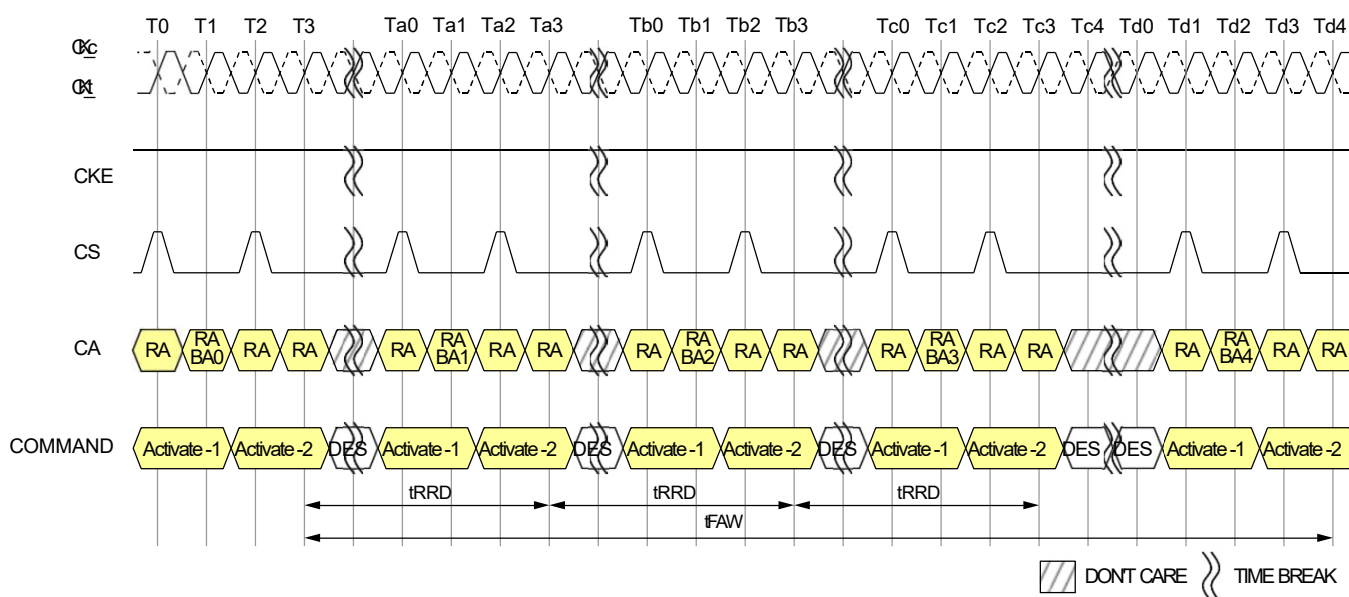 T0 T1 T2 T3 Ta0 Ta1 Ta2 Ta3 Tb0 Tb1 Tb2 Tb3 Tc0 Tc1 Tc2 Tc3 Tc4 Td0 Td1 Td2 Td3 Td4
CK_c
CK_t
CKE
CS
CA RA RA BA0 RA RA RA RA BA1 RA RA RA RA BA2 RA RA RA RA BA3 RA RA RA RA BA4 RA RA
COMMAND Activate -1 Activate -2 DES Activate -1 Activate -2 DES Activate -1 Activate -2 DES Activate -1 Activate -2 DES DES Activate -1 Activate -2
tRRD tRRD tRRD
tFAW
DON'T CARE TIME BREAK